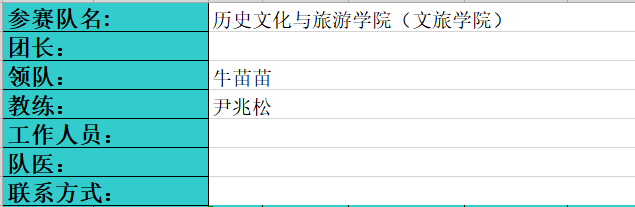 参赛队名: 历史文化与旅游学院（文旅学院）
团长：
领队： 牛苗苗
教练： 尹兆松
工作人员：
队医：
联系方式：